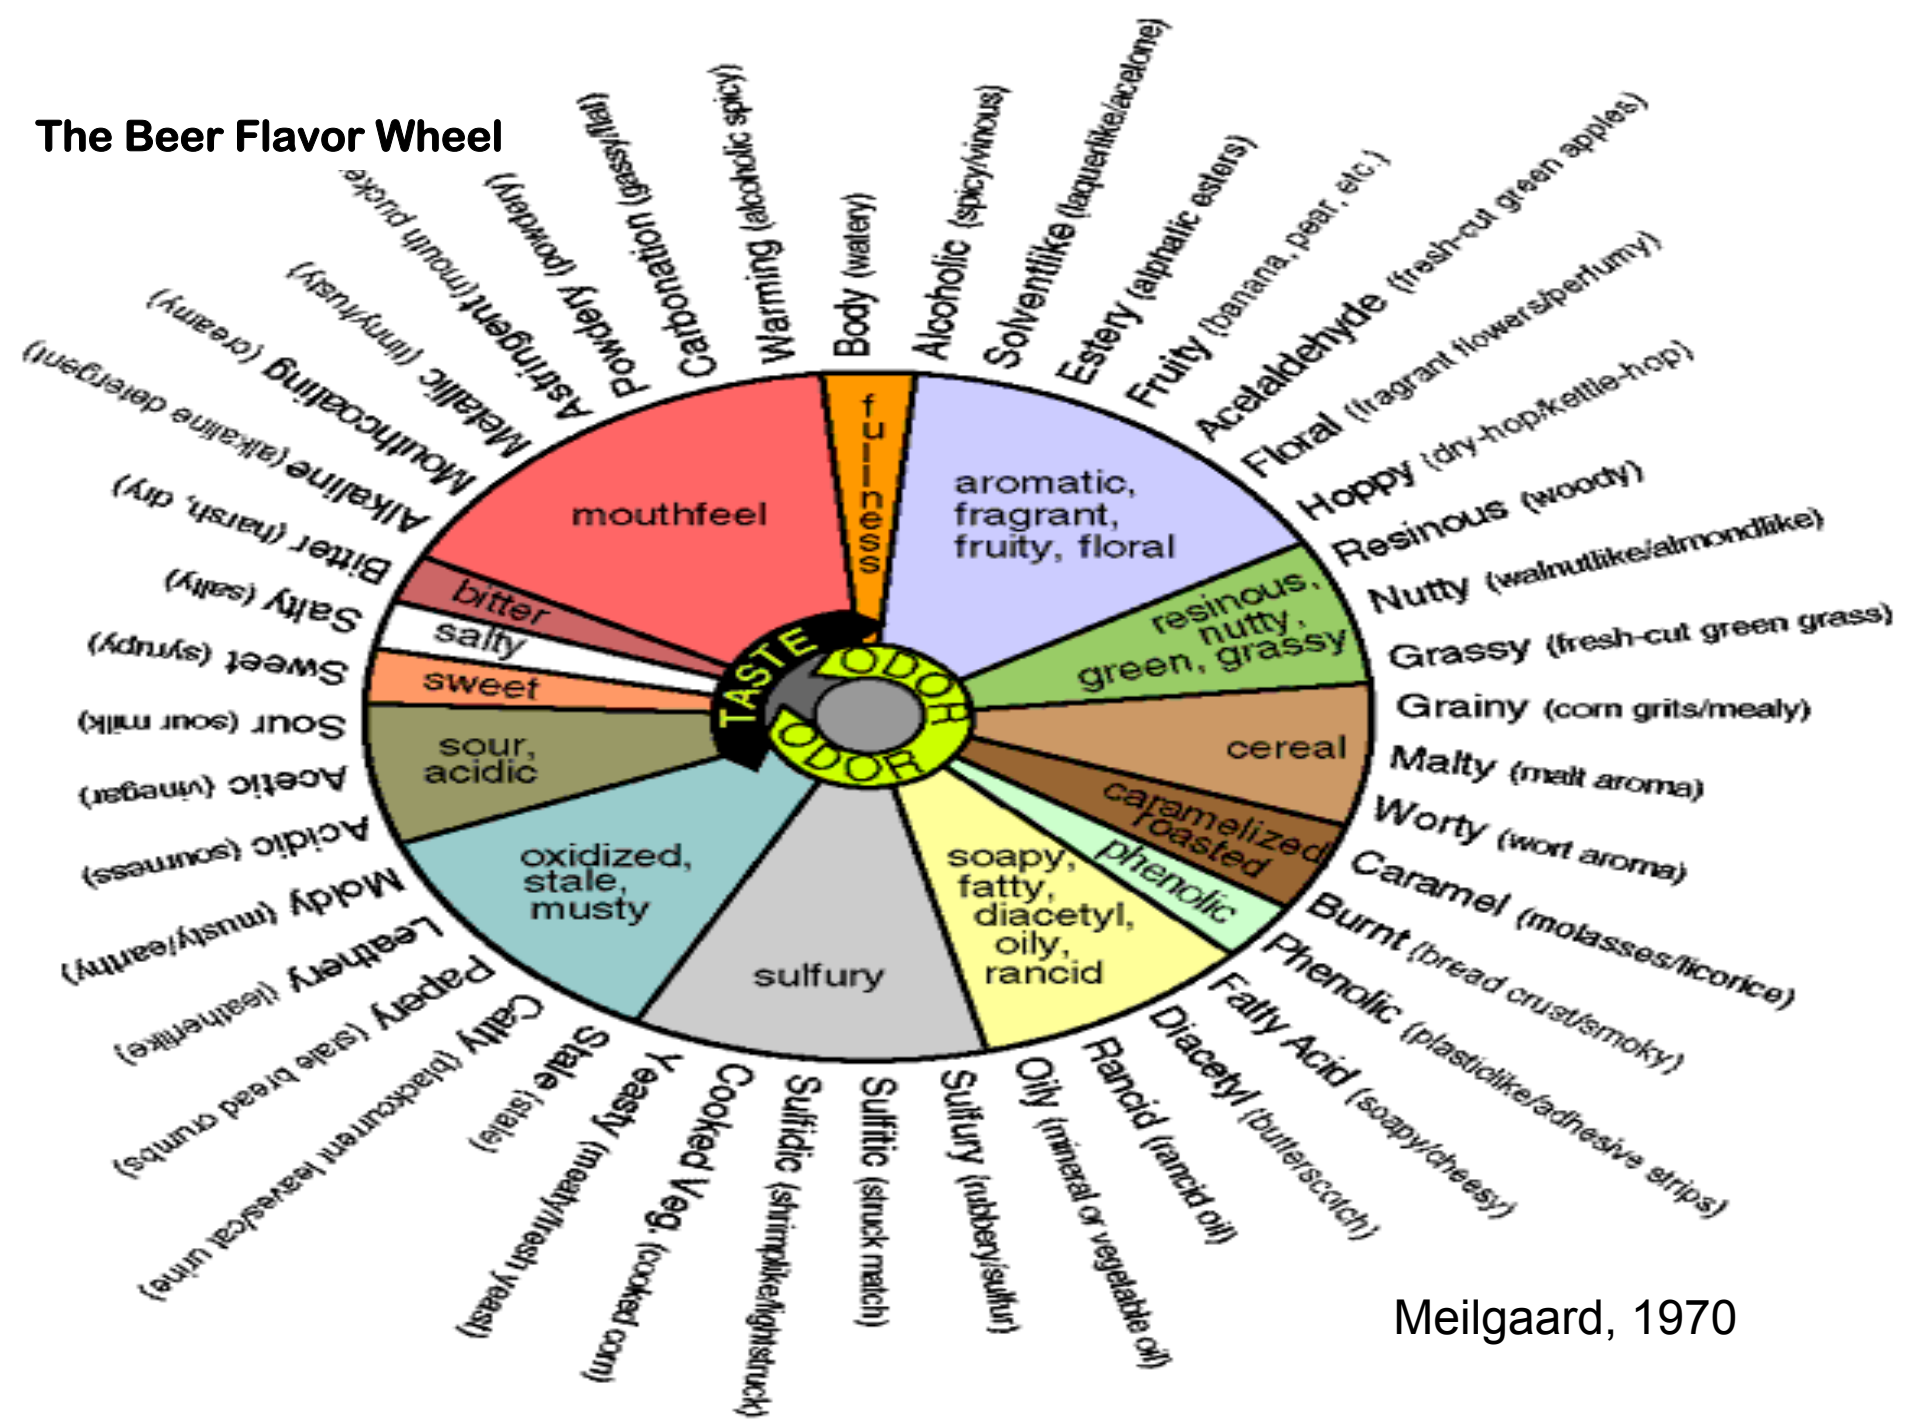 The Beer Flavor Wheel
Body (watery)
Alcoholic (spicy/vinous)
Solventlike (laquerlike/acetone)
Estery (alphatic esters)
Fruity (banana, pear, etc.)
Acetaldehyde (fresh-cut green apples)
Floral (fragrant flowers/perfumy)
Hoppy (dry-hop/kettle-hop)
Resinous (woody)
Nutty (walnutlike/almondlike)
Grassy (fresh-cut green grass)
Grainy (corn grits/mealy)
Malty (malt aroma)
Worty (wort aroma)
Caramel (molasses/licorice)
Burnt (bread crust/smoky)
Phenolic (plasticlike/adhesive strips)
Fatty Acid (soapy/cheesy)
Diacetyl (butterscotch)
Rancid (rancid oil)
Oily (mineral or vegetable oil)
Sulfury (rubbery/sulfur)
Sulfitic (struck match)
Sulfidic (shrimplike/lightstruck)
Cooked Veg. (cooked corn)
Yeasty (meaty/fresh yeast)
Stale (stale)
Catty (blackcurrent leaves/cat urine)
Papery (stale bread crumbs)
Leathery (leatherlike)
Moldy (musty/earthy)
Acidic (sourness)
Acetic (vinegar)
Sour (sour milk)
Sweet (syrupy)
Salty (salty)
Bitter (harsh, dry)
Alkaline (alkaline detergent)
Mouthcoating (creamy)
Metallic (tinny/rusty)
Astringent (mouth
Powdery (powdery)
Carbonation (gassy/flat)
Warming (alcoholic spicy)
fullness
aromatic,
fragrant,
fruity, floral
resinous,
nutty,
green, grassy
cereal
caramelized
roasted
phenolic
soapy,
fatty,
diacetyl,
oily,
rancid
sulfury
oxidized,
stale,
musty
sour,
acidic
sweet
salty
bitter
mouthfeel
TASTE
ODOR
ODOR
Meilgaard, 1970